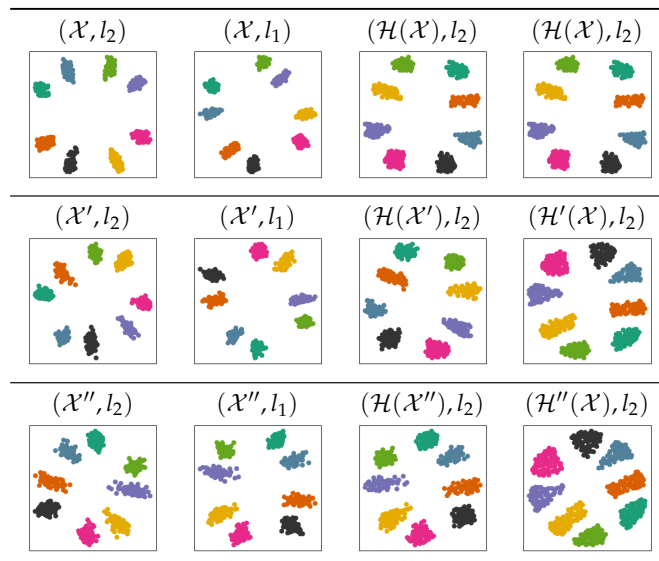 (𝒳, l₂) (𝒳, l₁) (ℋ(𝒳), l₂) (ℋ(𝒳), l₂)
(𝒳′, l₂) (𝒳′, l₁) (ℋ(𝒳′), l₂) (ℋ′(𝒳), l₂)
(𝒳″, l₂) (𝒳″, l₁) (ℋ(𝒳″), l₂) (ℋ″(𝒳), l₂)